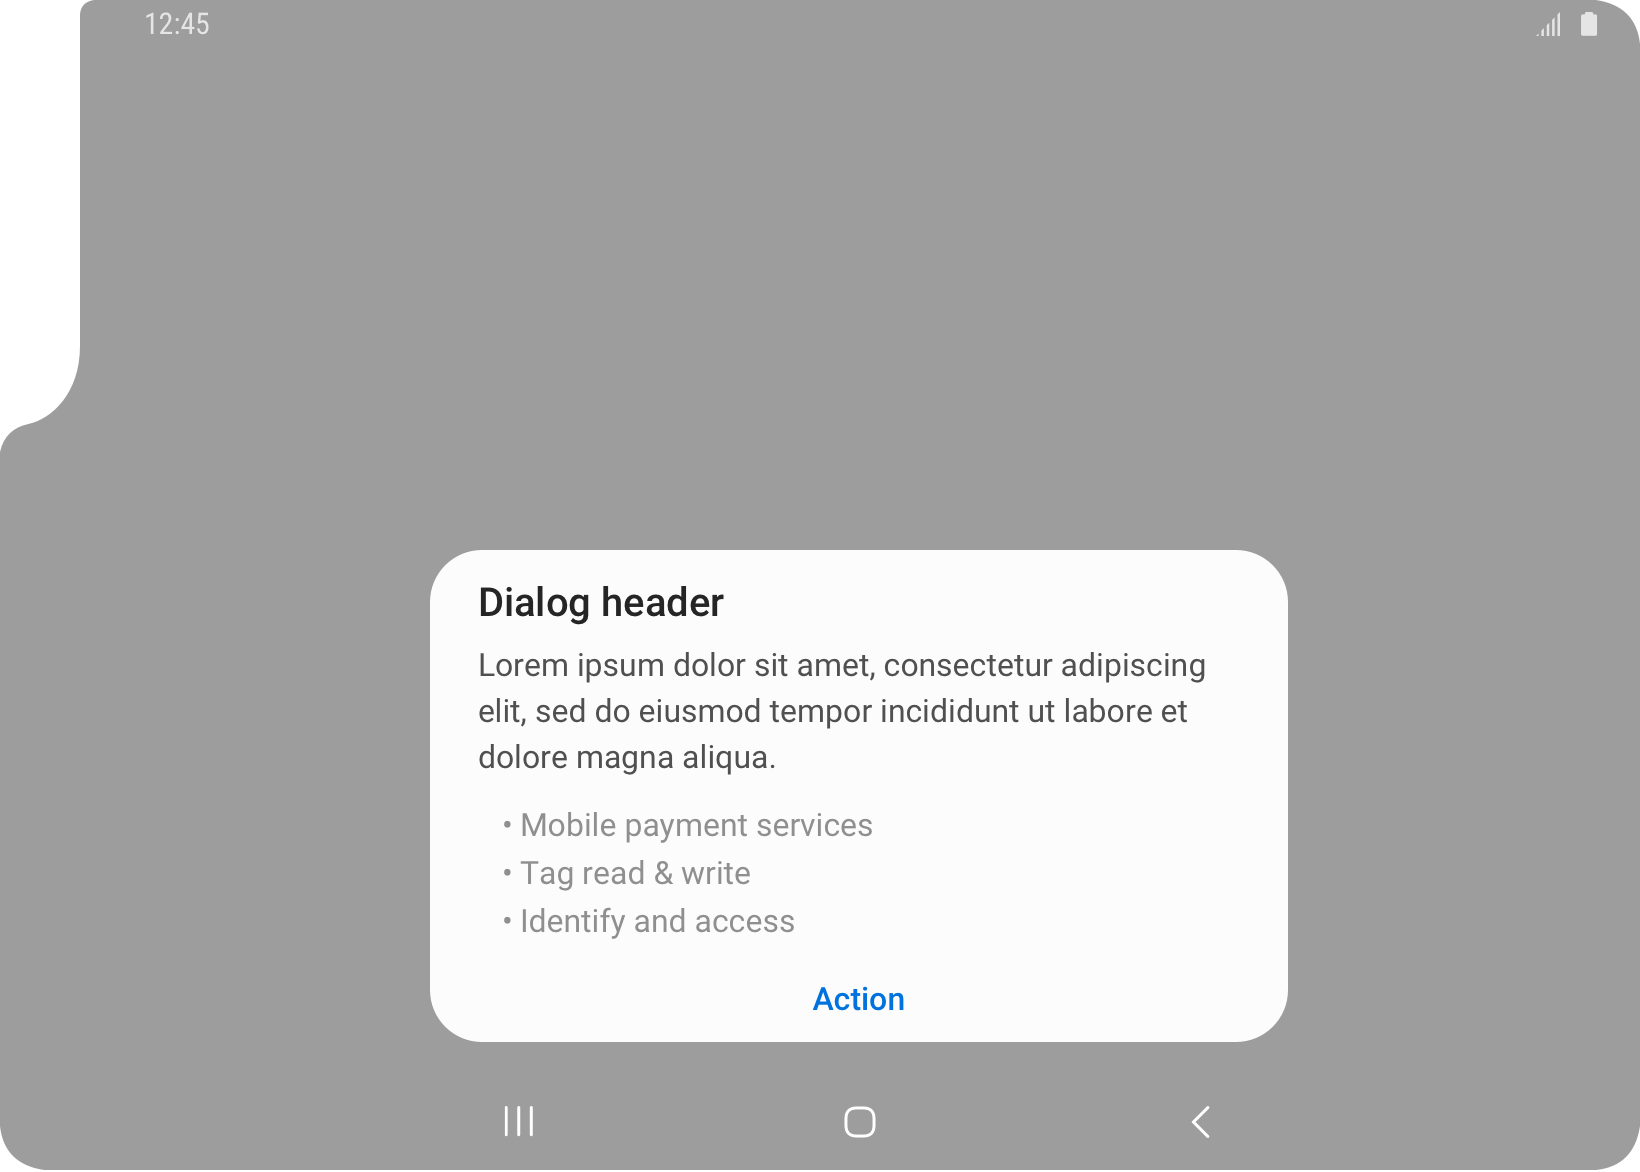 12:45
Dialog header
Lorem ipsum dolor sit amet, consectetur adipiscing
elit, sed do eiusmod tempor incididunt ut labore et
dolore magna aliqua.
• Mobile payment services
• Tag read & write
• Identify and access
Action